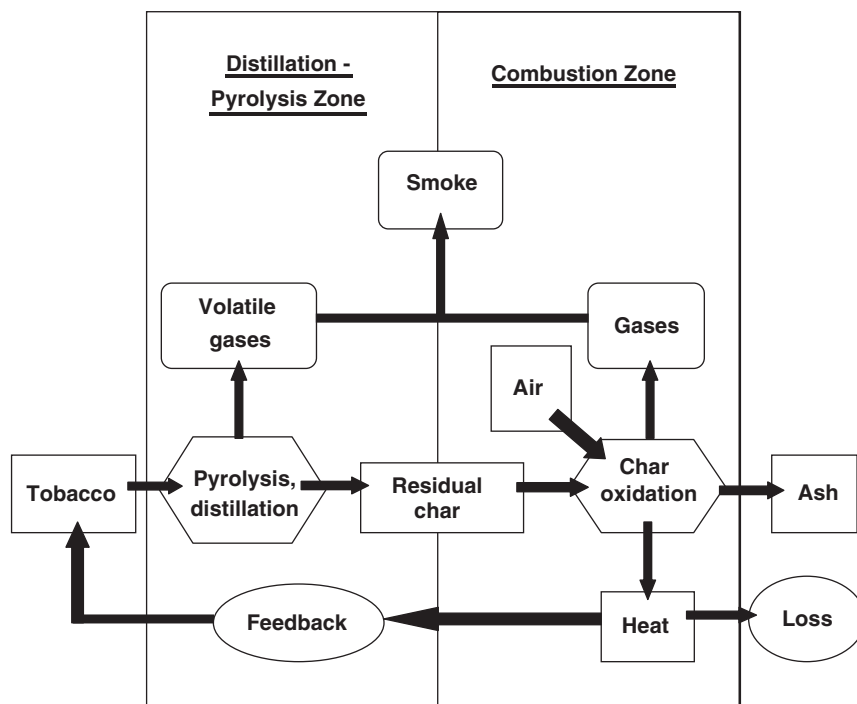 Distillation -
Pyrolysis Zone
Combustion Zone
Smoke
Volatile
gases
Gases
Air
Tobacco
Pyrolysis,
distillation
Residual
char
Char
oxidation
Ash
Feedback
Heat
Loss